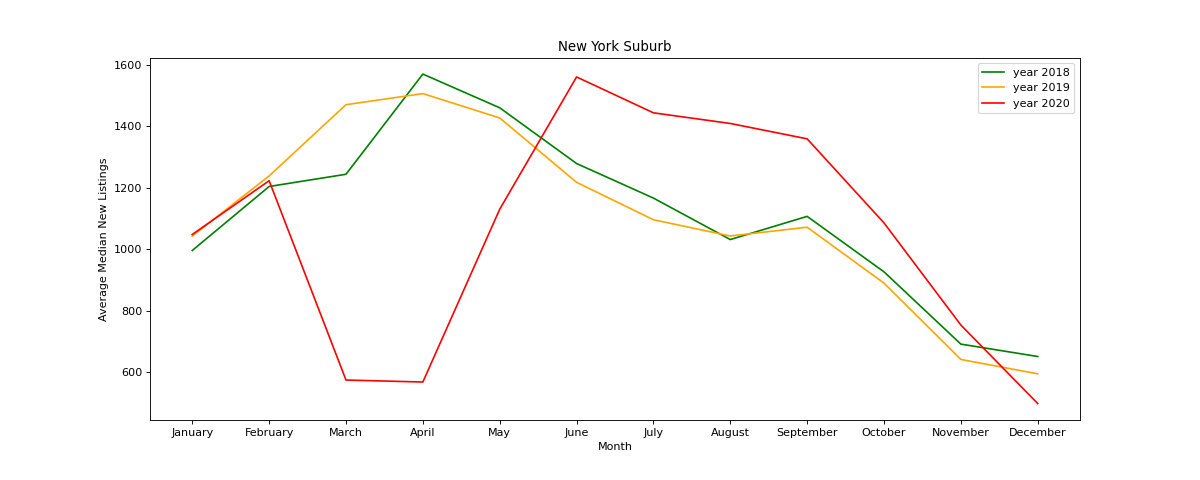 New York Suburb
year 2018
year 2019
year 2020
Average Median New Listings
1600
1400
1200
1000
800
600
January February March April May June July August September October November December
Month